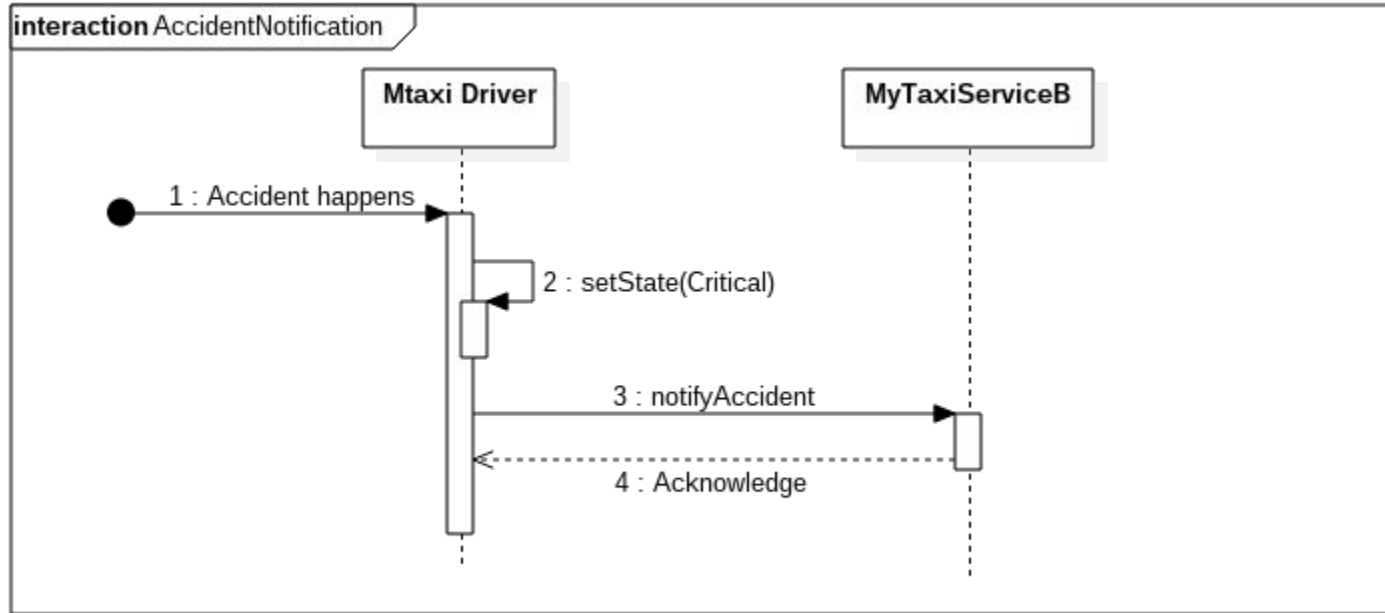 interaction AccidentNotification
Mtaxi Driver
MyTaxiServiceB
1 : Accident happens
2 : setState(Critical)
3 : notifyAccident
4 : Acknowledge